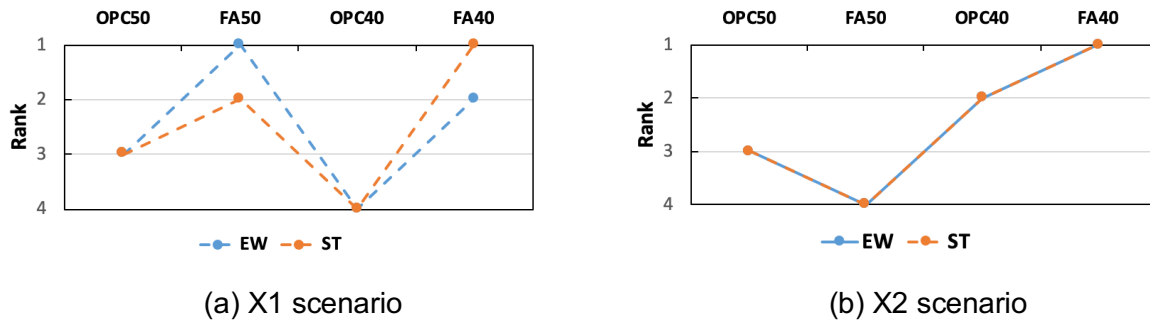 OPC50 FA50 OPC40 FA40
1
2
3
4
Rank
EW ST
(a) X1 scenario
OPC50 FA50 OPC40 FA40
1
2
3
4
Rank
EW ST
(b) X2 scenario